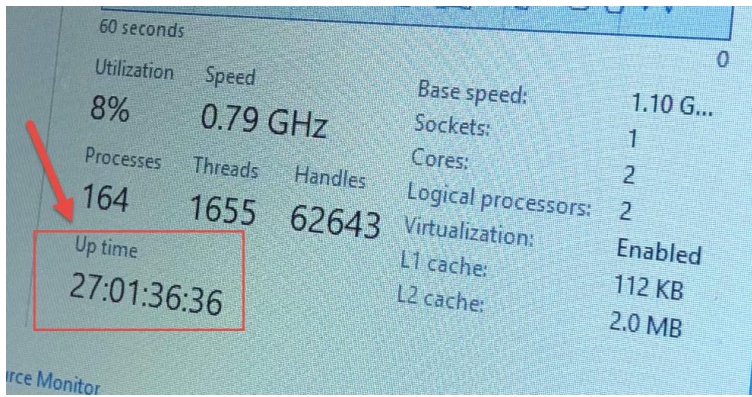 60 seconds
0
Utilization Speed
8% 0.79 GHz
Processes Threads Handles
164 1655 62643
Up time
27:01:36:36
Base speed: 1.10 G...
Sockets: 1
Cores: 2
Logical processors: 2
Virtualization: Enabled
L1 cache: 112 KB
L2 cache: 2.0 MB
urce Monitor